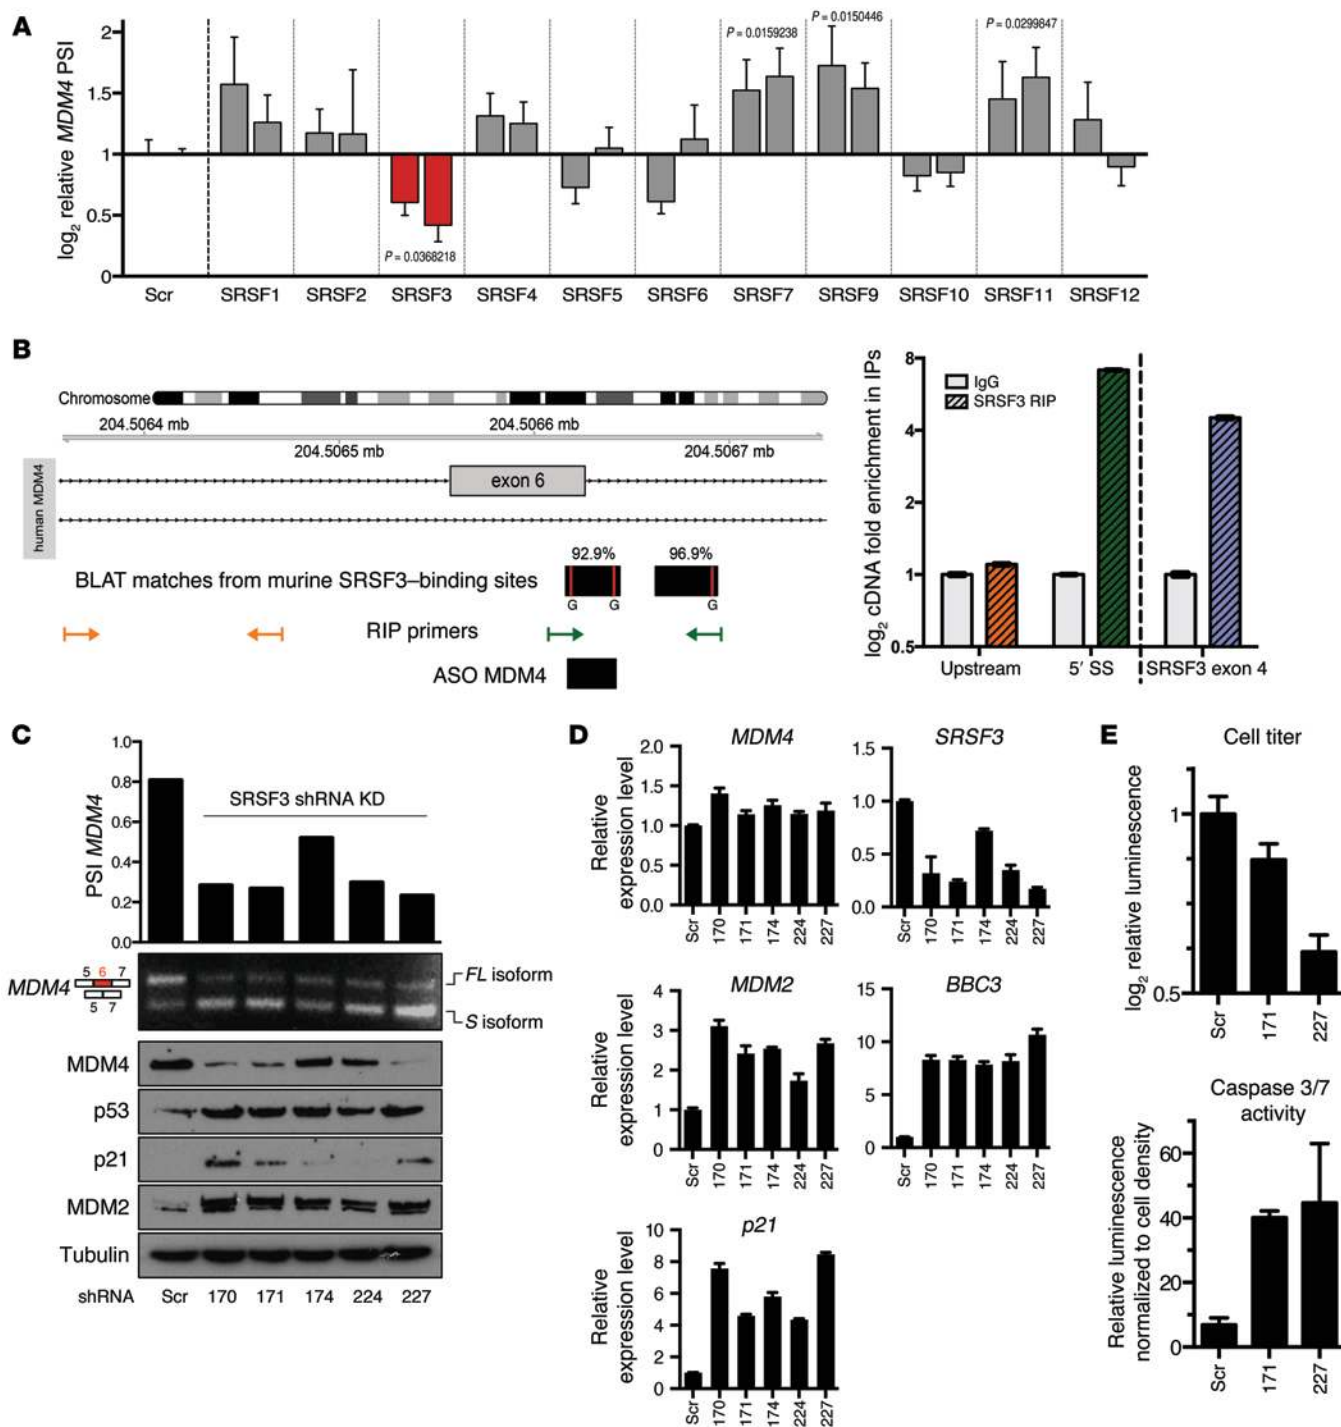 A
log2 relative MDM4 PSI
2
1.5
1
0.5
0
P = 0.0368218
P = 0.0159238
P = 0.0150446
P = 0.0299847
Scr SRSF1 SRSF2 SRSF3 SRSF4 SRSF5 SRSF6 SRSF7 SRSF9 SRSF10 SRSF11 SRSF12
B
Chromosome
204.5064 mb 204.5066 mb
204.5065 mb 204.5067 mb
human MDM4
exon 6
92.9% 96.9%
BLAT matches from murine SRSF3–binding sites
G G G
RIP primers
ASO MDM4
log2 cDNA fold enrichment in IPs
8
4
2
1
0.5
IgG
SRSF3 RIP
Upstream 5′ SS SRSF3 exon 4
C
PSI MDM4
1.0
0.8
0.6
0.4
0.2
0.0
SRSF3 shRNA KD
MDM4
5 6 7
5 7
FL isoform
S isoform
MDM4
p53
p21
MDM2
Tubulin
shRNA Scr 170 171 174 224 227
D
MDM4
Relative
expression level
2.0
1.5
1.0
0.5
0.0
Scr 170 171 174 224 227
SRSF3
1.5
1.0
0.5
0.0
Scr 170 171 174 224 227
MDM2
Relative
expression level
4
3
2
1
0
Scr 170 171 174 224 227
BBC3
15
10
5
0
Scr 170 171 174 224 227
p21
Relative
expression level
10
8
6
4
2
0
Scr 170 171 174 224 227
E
Cell titer
log2 relative luminescence
1
0.5
Scr 171 227
Caspase 3/7
activity
Relative luminescence
normalized to cell density
60
40
20
0
Scr 171 227